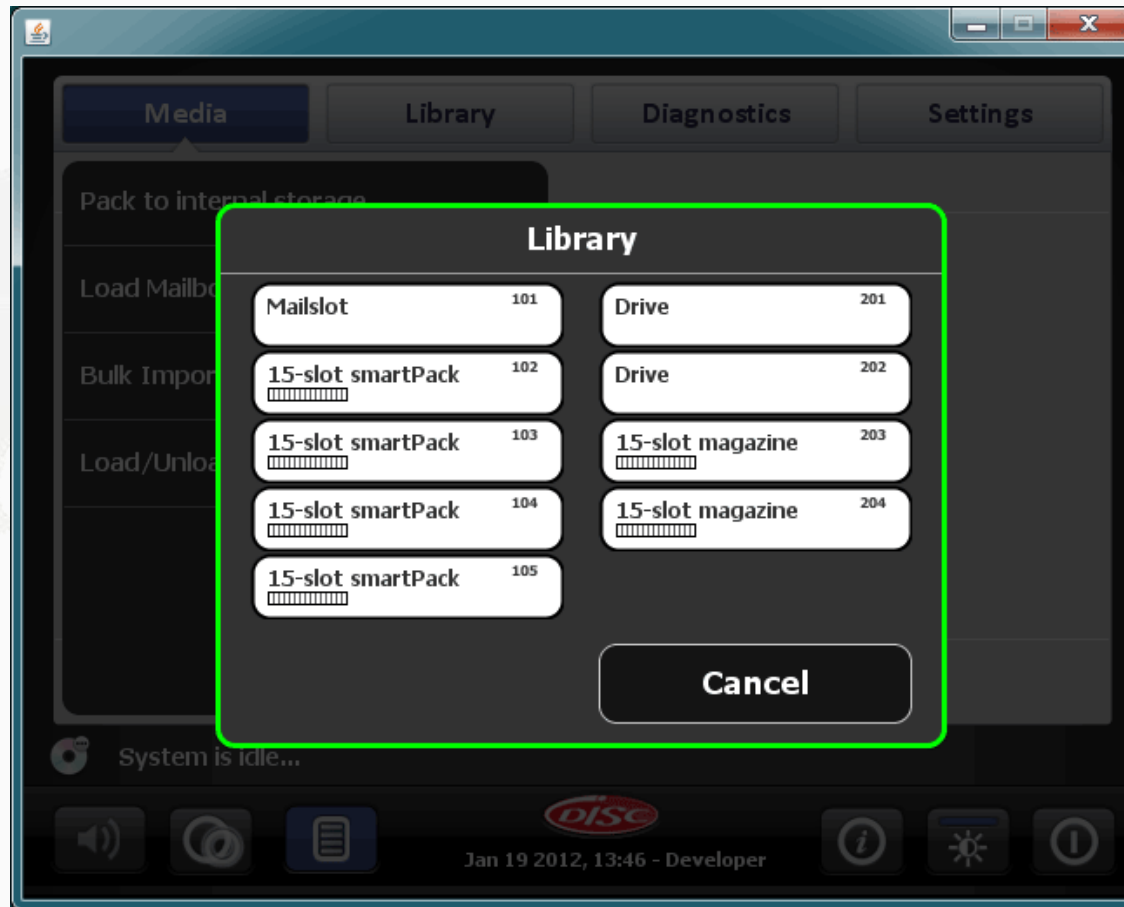 Media
Library
Diagnostics
Settings
Pack to internal storage
Load Mailbo
Bulk Impor
Load/Unloa
Library
Mailslot 101
15-slot smartPack 102
15-slot smartPack 103
15-slot smartPack 104
15-slot smartPack 105
Drive 201
Drive 202
15-slot magazine 203
15-slot magazine 204
Cancel
System is idle...
DISC
Jan 19 2012, 13:46 - Developer